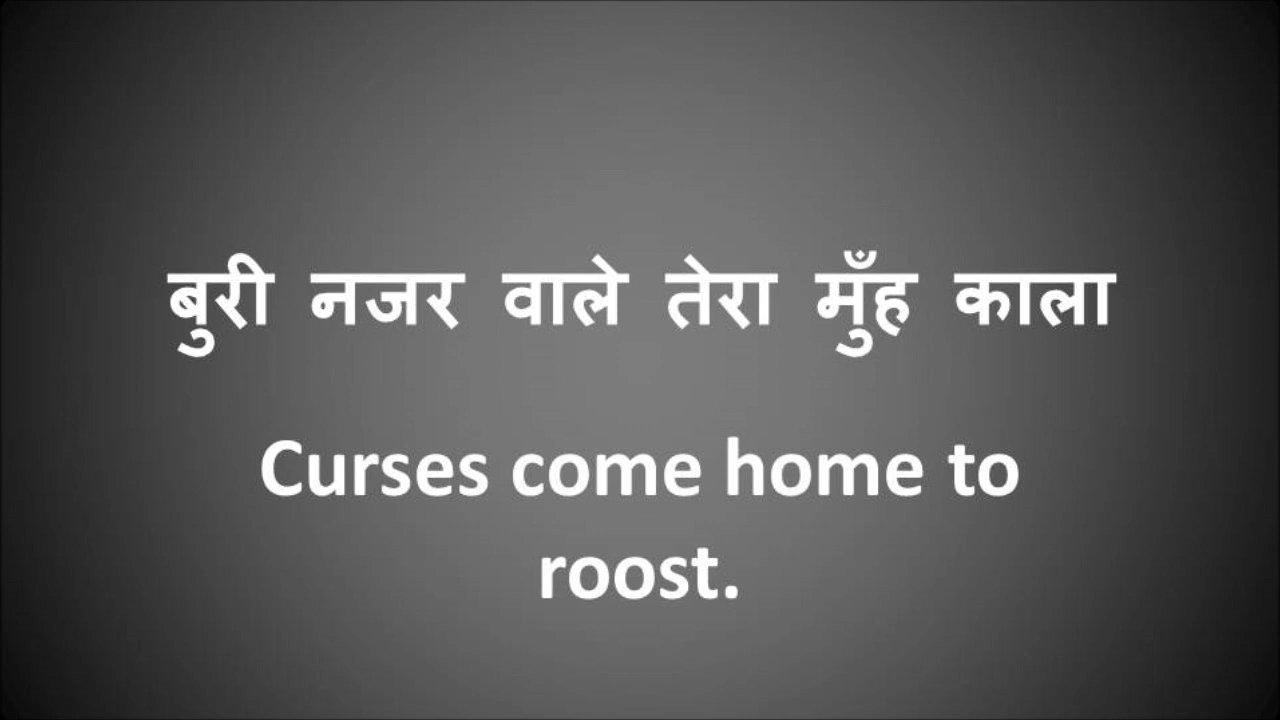 बुरी नजर वाले तेरा मुँह काला
Curses come home to
roost.